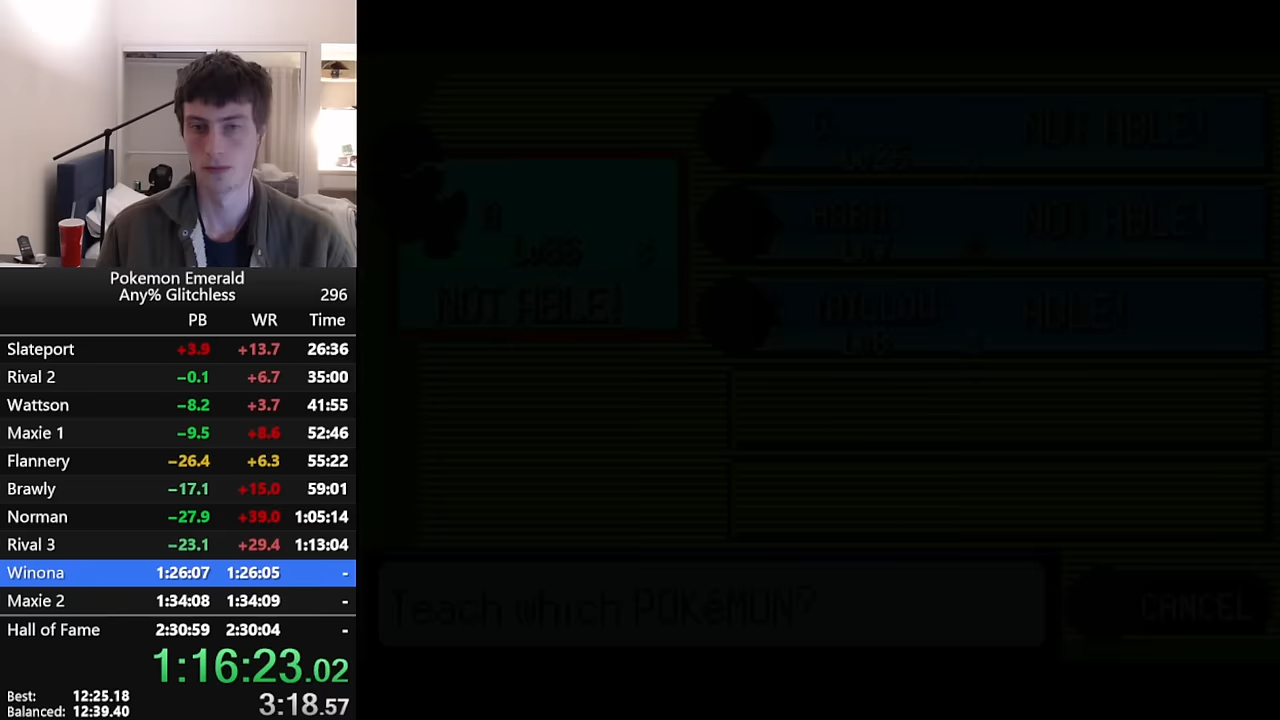 Pokemon Emerald
Any% Glitchless 296
PB WR Time
Slateport +3.9 +13.7 26:36
Rival 2 −0.1 +6.7 35:00
Wattson −8.2 +3.7 41:55
Maxie 1 −9.5 +8.6 52:46
Flannery −26.4 +6.3 55:22
Brawly −17.1 +15.0 59:01
Norman −27.9 +39.0 1:05:14
Rival 3 −23.1 +29.4 1:13:04
Winona 1:26:07 1:26:05 -
Maxie 2 1:34:08 1:34:09 -
Hall of Fame 2:30:59 2:30:04 -
1:16:23.02
Best: 12:25.18
Balanced: 12:39.40
3:18.57
NOT ABLE!
NOT ABLE!
NOT ABLE!
ABLE!
Teach which POKéMON?
CANCEL